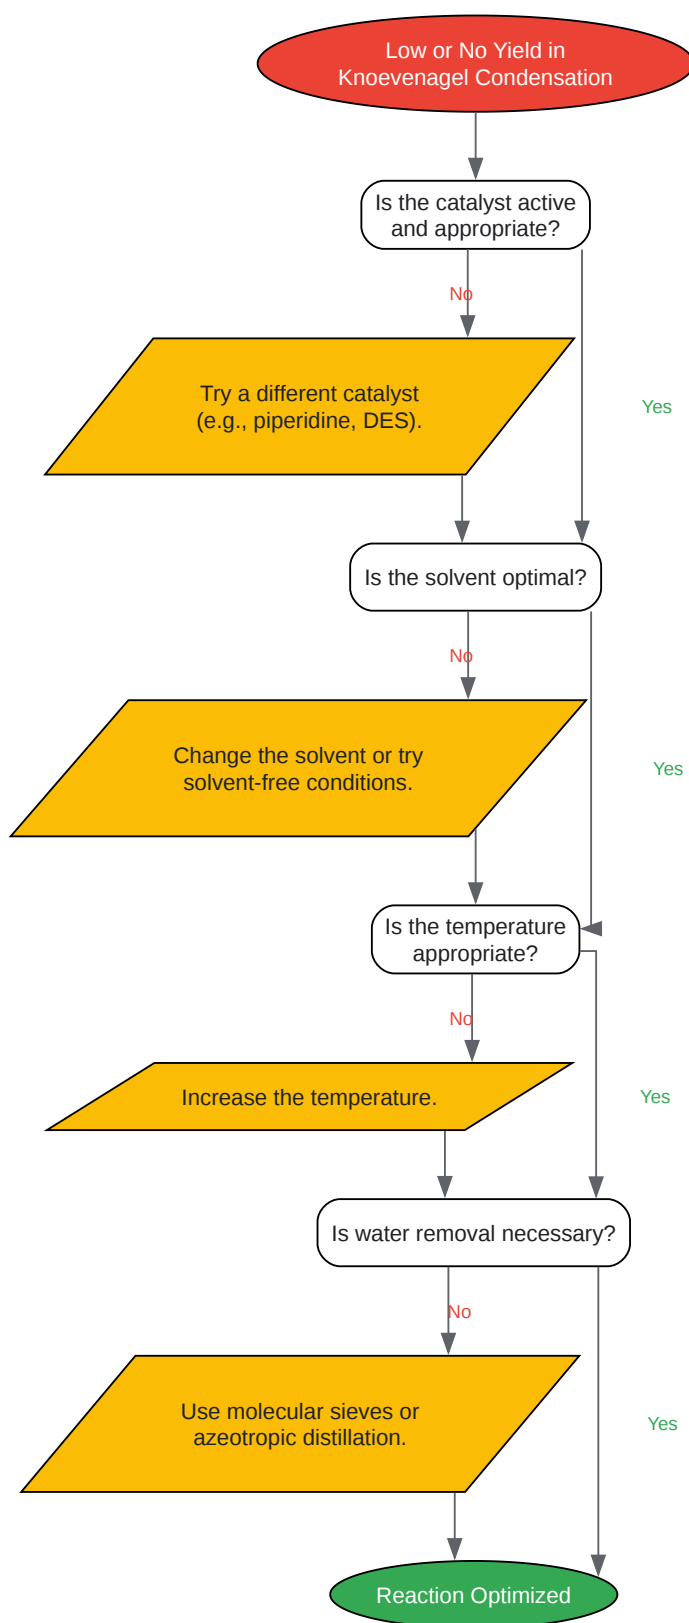 Low or No Yield in
Knoevenagel Condensation
Is the catalyst active
and appropriate?
No
Try a different catalyst
(e.g., piperidine, DES).
Yes
Is the solvent optimal?
No
Change the solvent or try
solvent-free conditions.
Yes
Is the temperature
appropriate?
No
Increase the temperature.
Yes
Is water removal necessary?
No
Use molecular sieves or
azeotropic distillation.
Yes
Reaction Optimized